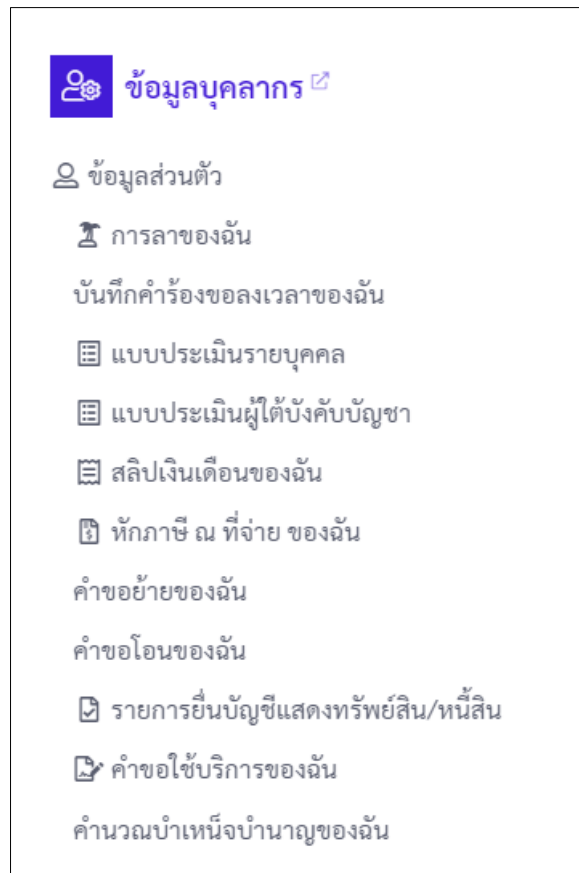 ข้อมูลบุคลากร
ข้อมูลส่วนตัว
การลาของฉัน
บันทึกคำร้องขอลงเวลาของฉัน
แบบประเมินรายบุคคล
แบบประเมินผู้ใต้บังคับบัญชา
สลิปเงินเดือนของฉัน
หักภาษี ณ ที่จ่าย ของฉัน
คำขอย้ายของฉัน
คำขอโอนของฉัน
รายการยื่นบัญชีแสดงทรัพย์สิน/หนี้สิน
คำขอใช้บริการของฉัน
คำนวณบำเหน็จบำนาญของฉัน